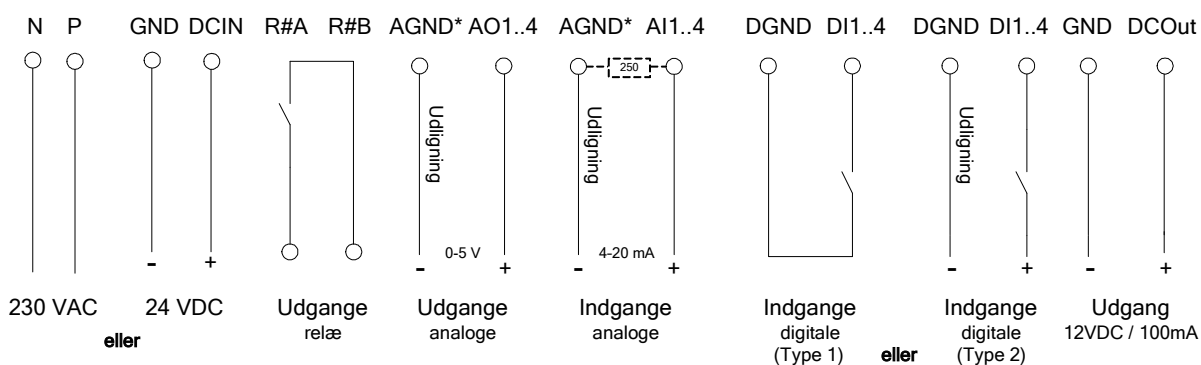 N P GND DCIN R#A R#B AGND* AO1..4 AGND* AI1..4 DGND DI1..4 DGND DI1..4 GND DCOut
250
Udligning Udligning Udligning
0-5 V 4-20 mA
- + - + - + - + - +
230 VAC 24 VDC Udgange Udgange Indgange Indgange Indgange Udgang
relæ analoge analoge digitale digitale 12VDC / 100mA
eller (Type 1) eller (Type 2)